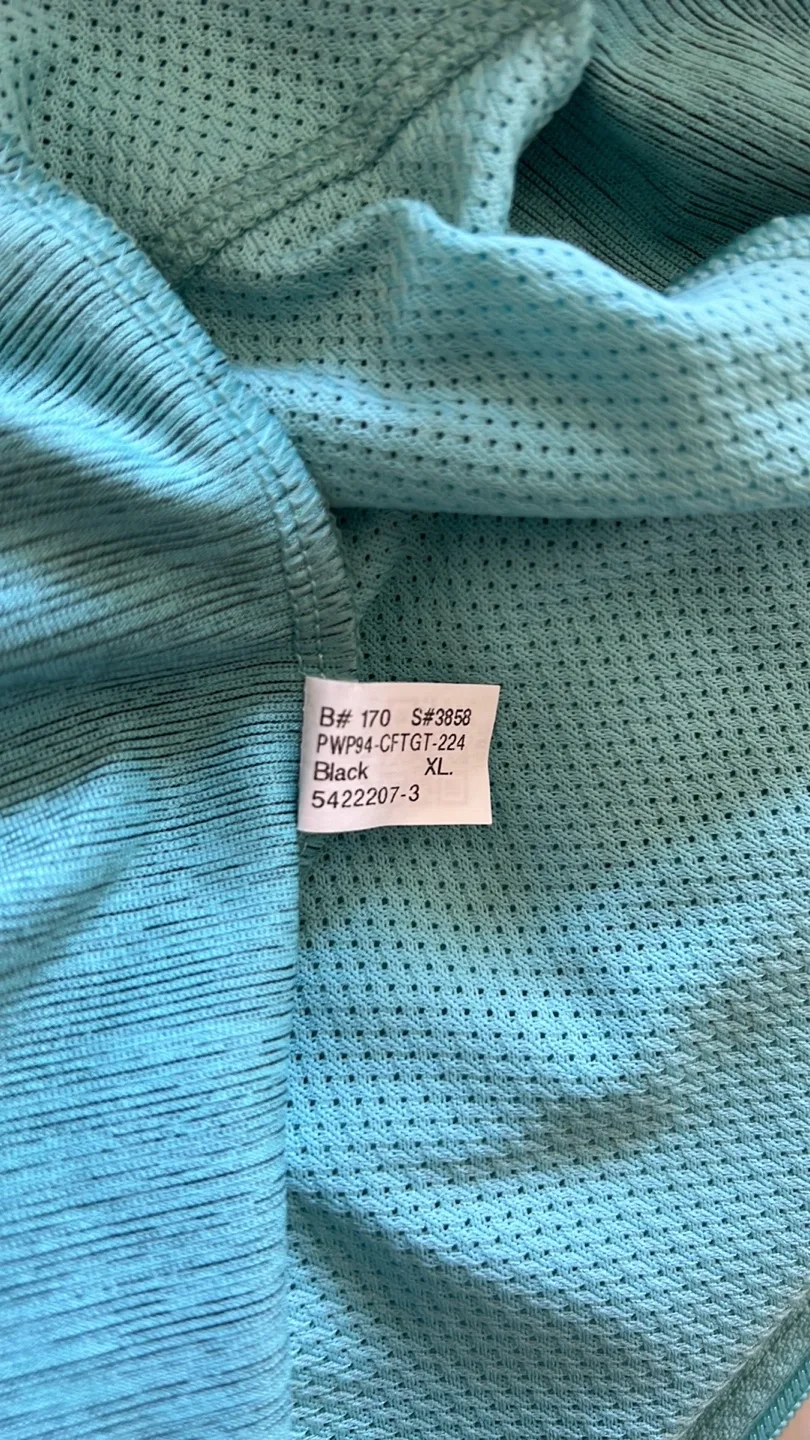 B# 170 S#3858
PWP94-CFTGT-224
Black XL.
5422207-3